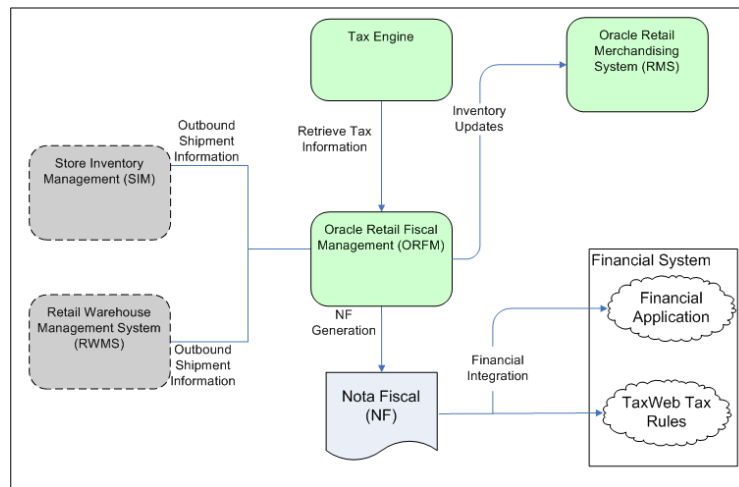 Tax Engine
Oracle Retail
Merchandising
System (RMS)
Outbound
Shipment
Information
Retrieve Tax
Information
Inventory
Updates
Store Inventory
Management (SIM)
Oracle Retail Fiscal
Management (ORFM)
Financial System
Financial
Application
Retail Warehouse
Management System
(RWMS)
NF
Generation
Outbound
Shipment
Information
Financial
Integration
Nota Fiscal
(NF)
TaxWeb Tax
Rules